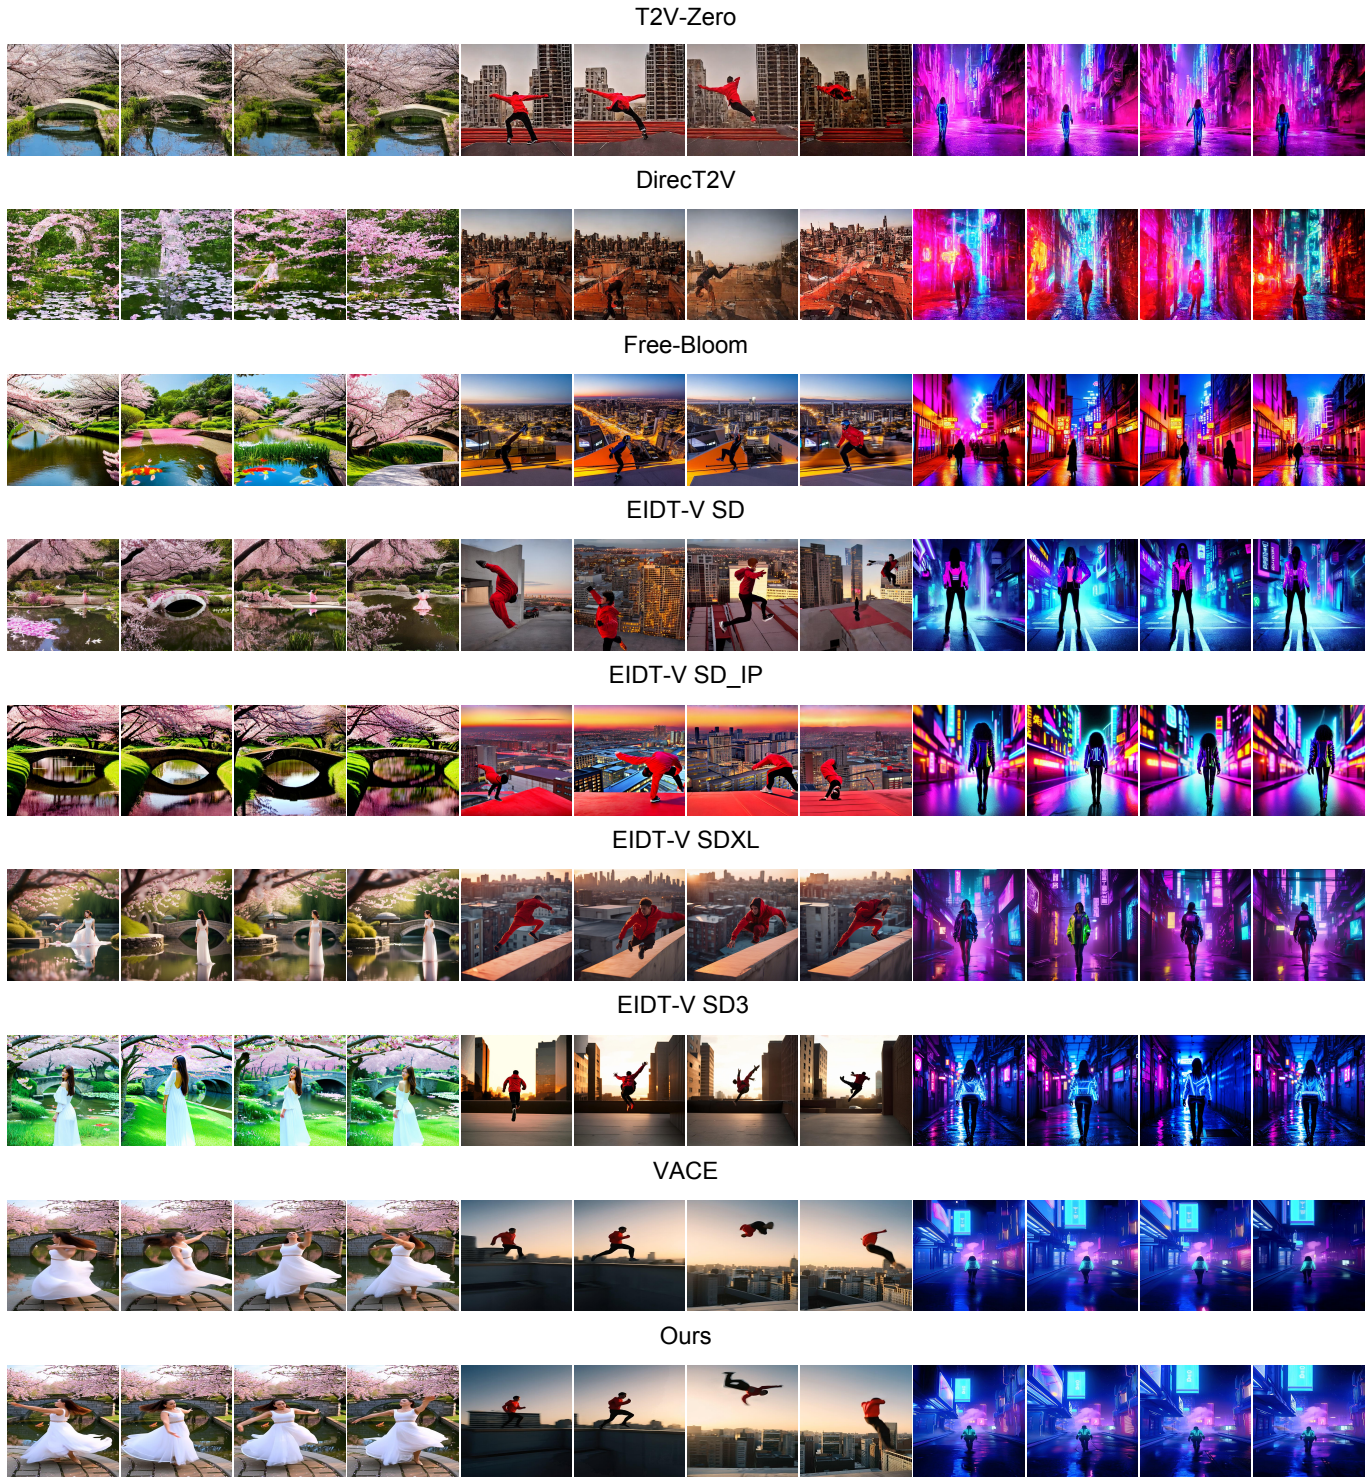 T2V-Zero
DirecT2V
Free-Bloom
EIDT-V SD
EIDT-V SD_IP
EIDT-V SDXL
EIDT-V SD3
VACE
Ours